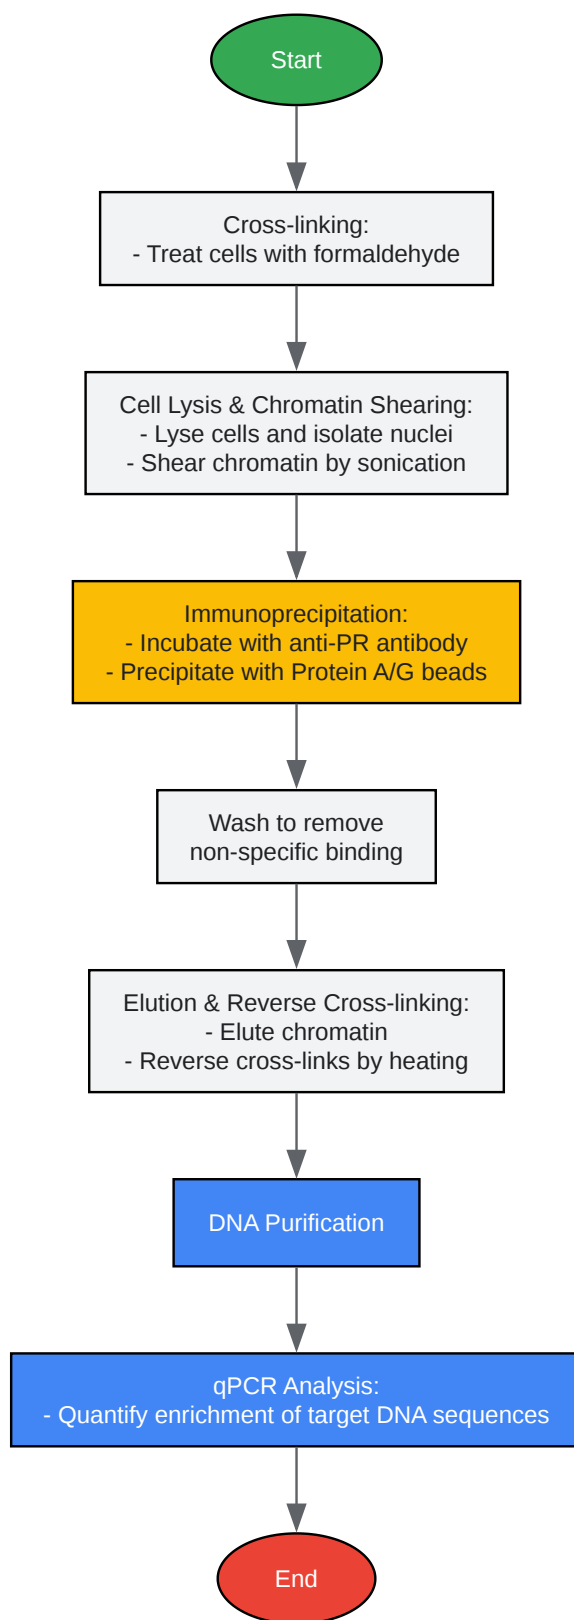 Start
Cross-linking:
- Treat cells with formaldehyde
Cell Lysis & Chromatin Shearing:
- Lyse cells and isolate nuclei
- Shear chromatin by sonication
Immunoprecipitation:
- Incubate with anti-PR antibody
- Precipitate with Protein A/G beads
Wash to remove
non-specific binding
Elution & Reverse Cross-linking:
- Elute chromatin
- Reverse cross-links by heating
DNA Purification
qPCR Analysis:
- Quantify enrichment of target DNA sequences
End